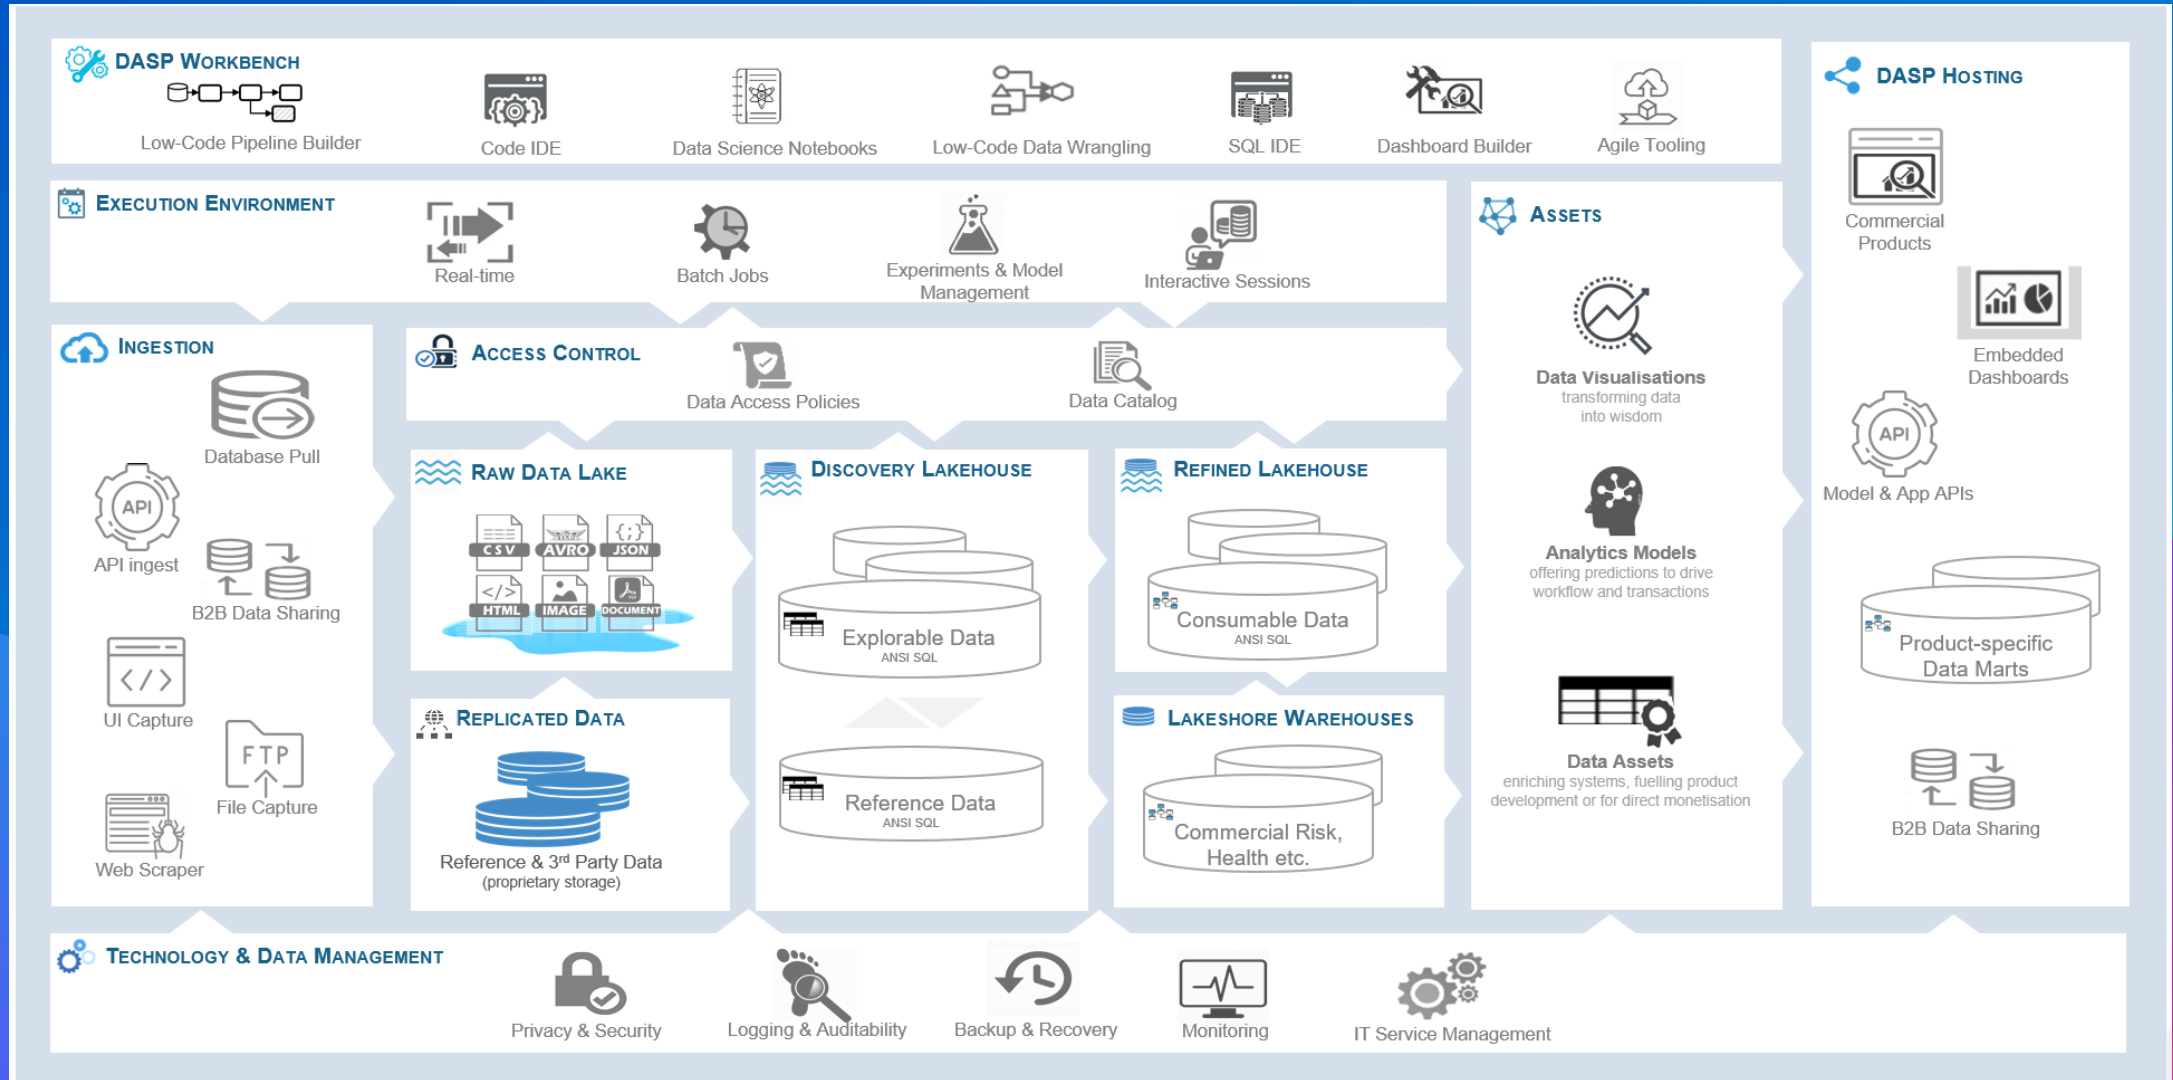 DASP WORKBENCH
Low-Code Pipeline Builder
Code IDE
Data Science Notebooks
Low-Code Data Wrangling
SQL IDE
Dashboard Builder
Agile Tooling
EXECUTION ENVIRONMENT
Real-time
Batch Jobs
Experiments & Model
Management
Interactive Sessions
INGESTION
Database Pull
API
API ingest
B2B Data Sharing
</>
UI Capture
FTP
File Capture
Web Scraper
ACCESS CONTROL
Data Access Policies
Data Catalog
RAW DATA LAKE
CSV
AVRO
{;}
JSON
</>
HTML
IMAGE
DOCUMENT
REPLICATED DATA
Reference & 3rd Party Data
(proprietary storage)
DISCOVERY LAKEHOUSE
Explorable Data
ANSI SQL
Reference Data
ANSI SQL
REFINED LAKEHOUSE
Consumable Data
ANSI SQL
LAKESHORE WAREHOUSES
Commercial Risk,
Health etc.
ASSETS
Data Visualisations
transforming data
into wisdom
Analytics Models
offering predictions to drive
workflow and transactions
Data Assets
enriching systems, fuelling product
development or for direct monetisation
DASP HOSTING
Commercial
Products
Embedded
Dashboards
API
Model & App APIs
Product-specific
Data Marts
B2B Data Sharing
TECHNOLOGY & DATA MANAGEMENT
Privacy & Security
Logging & Auditability
Backup & Recovery
Monitoring
IT Service Management